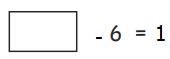 - 6 = 1